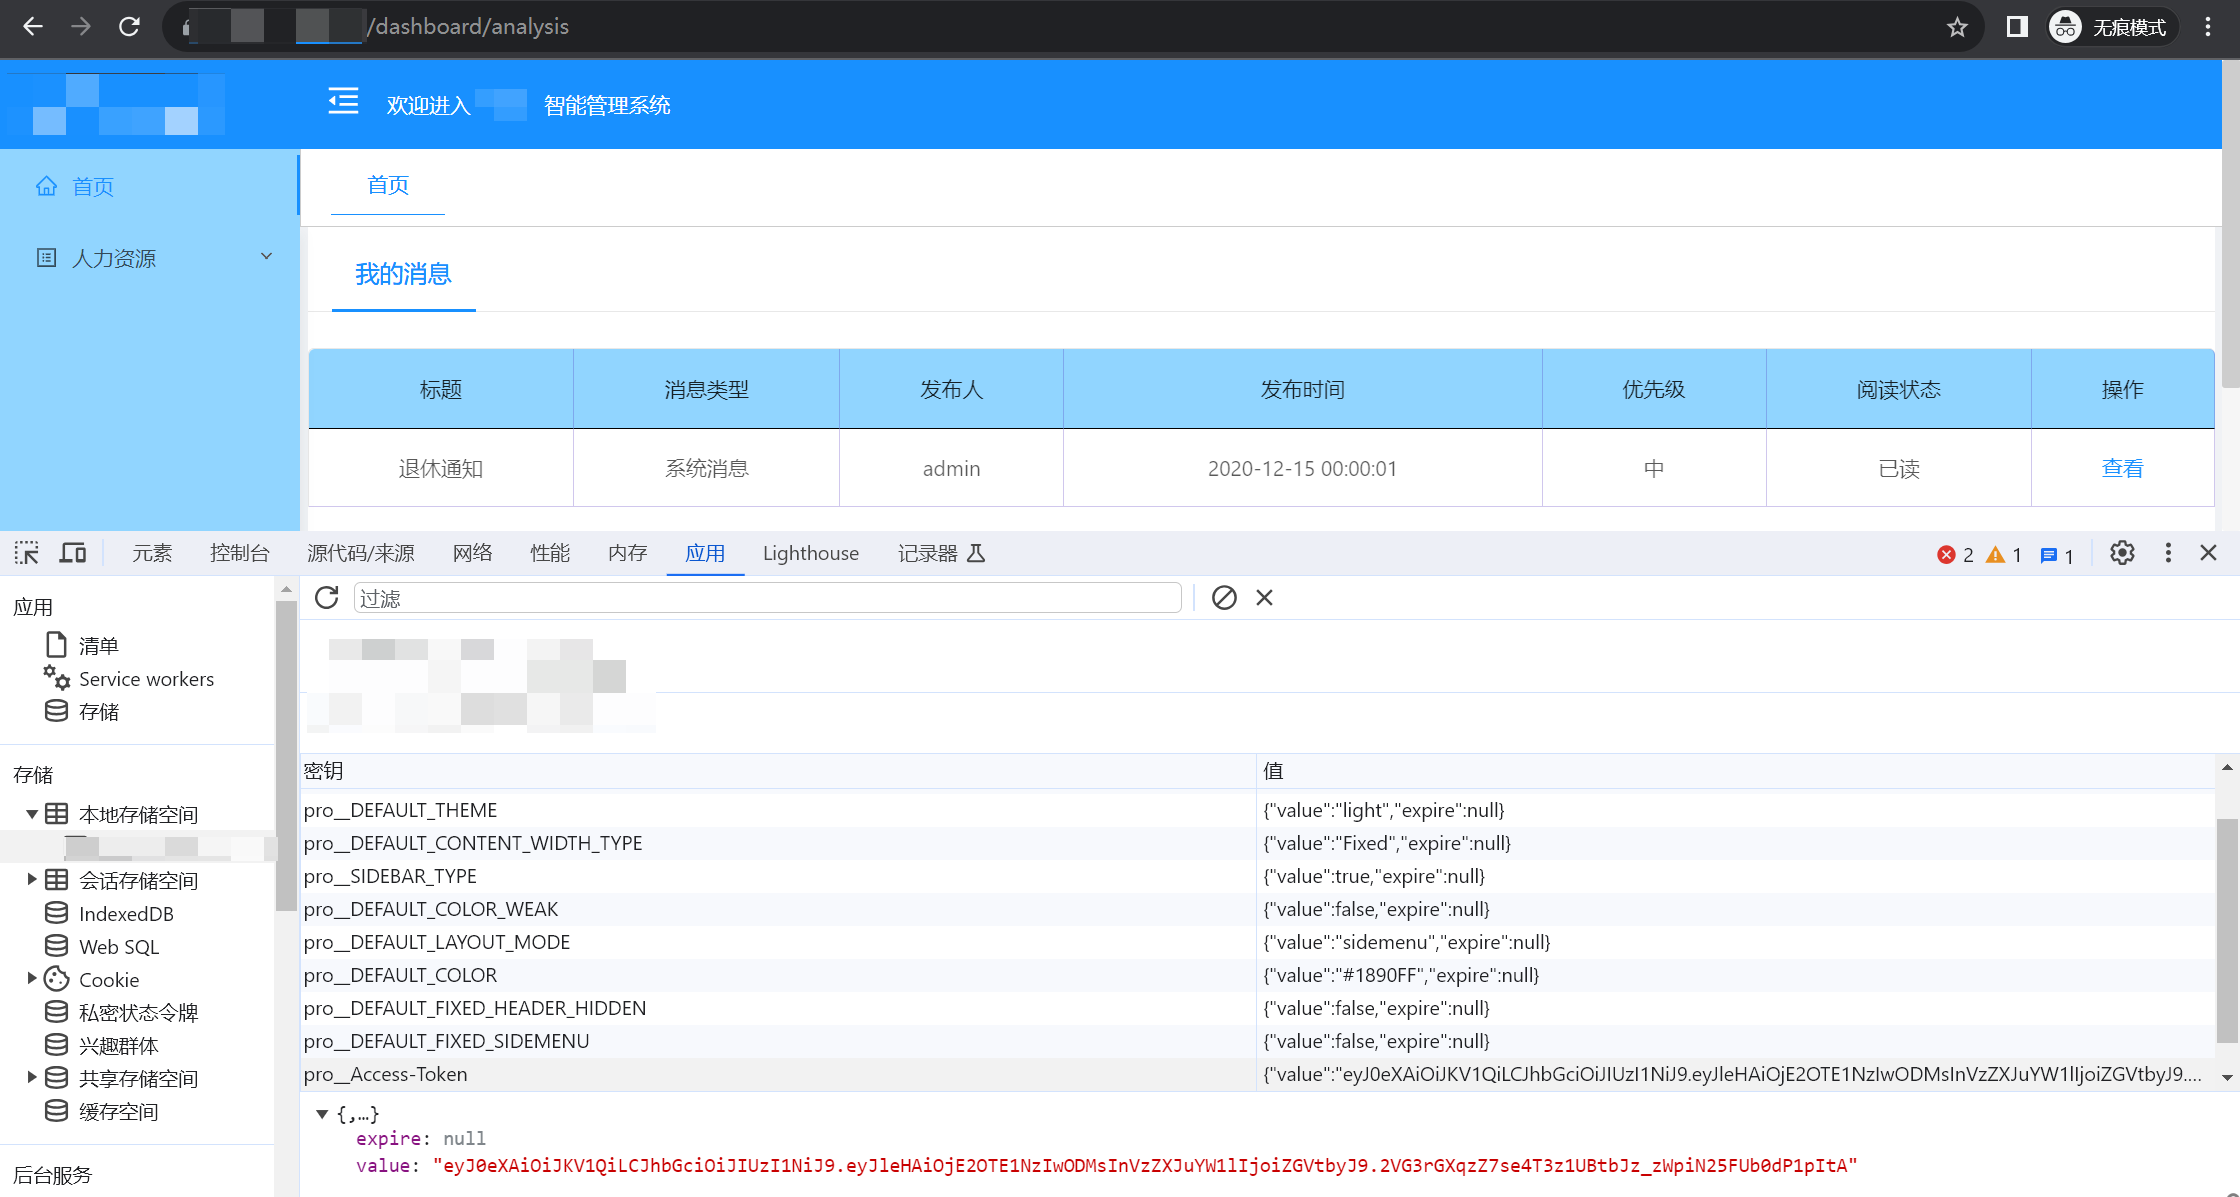 /dashboard/analysis
无痕模式
欢迎进入 智能管理系统
首页
人力资源
首页
我的消息
标题 消息类型 发布人 发布时间 优先级 阅读状态 操作
退休通知 系统消息 admin 2020-12-15 00:00:01 中 已读 查看
元素 控制台 源代码/来源 网络 性能 内存 应用 Lighthouse 记录器 2 1 1
过滤
应用
清单
Service workers
存储
存储
本地存储空间
会话存储空间
IndexedDB
Web SQL
Cookie
私密状态令牌
兴趣群体
共享存储空间
缓存空间
后台服务
密钥 值
pro__DEFAULT_THEME {"value":"light","expire":null}
pro__DEFAULT_CONTENT_WIDTH_TYPE {"value":"Fixed","expire":null}
pro__SIDEBAR_TYPE {"value":true,"expire":null}
pro__DEFAULT_COLOR_WEAK {"value":false,"expire":null}
pro__DEFAULT_LAYOUT_MODE {"value":"sidemenu","expire":null}
pro__DEFAULT_COLOR {"value":"#1890FF","expire":null}
pro__DEFAULT_FIXED_HEADER_HIDDEN {"value":false,"expire":null}
pro__DEFAULT_FIXED_SIDEMENU {"value":false,"expire":null}
pro__Access-Token {"value":"eyJ0eXAiOiJKV1QiLCJhbGciOiJIUzI1NiJ9.eyJleHAiOjE2OTE1NzIwODMsInVzZXJuYW1lIjoiZGVtbyJ9....
{,…}
expire: null
value: "eyJ0eXAiOiJKV1QiLCJhbGciOiJIUzI1NiJ9.eyJleHAiOjE2OTE1NzIwODMsInVzZXJuYW1lIjoiZGVtbyJ9.2VG3rGXqzZ7se4T3z1UBtbJz_zWpiN25FUb0dP1pItA"